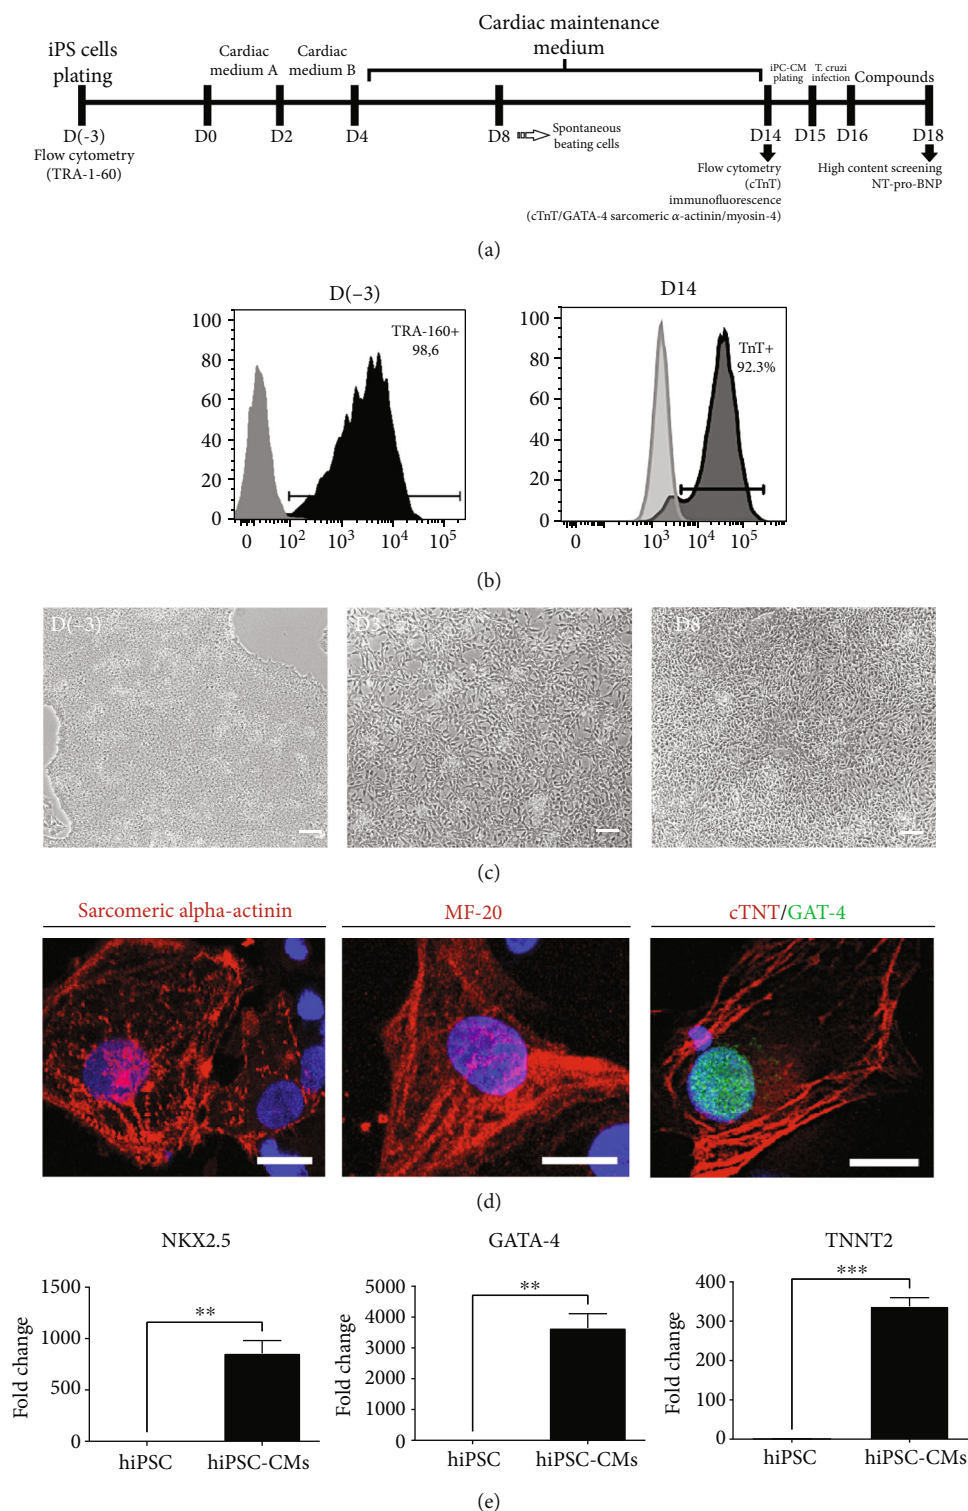 Cardiac maintenance
medium
iPS cells
plating
Cardiac
medium A
Cardiac
medium B
iPC-CM
plating
T. cruzi
infection
Compounds
D(-3)
D0
D2
D4
D8
D14
D15
D16
D18
Flow cytometry
(TRA-1-60)
Spontaneous
beating cells
Flow cytometry
(cTnT)
immunofluorescence
(cTnT/GATA-4 sarcomeric α-actinin/myosin-4)
High content screening
NT-pro-BNP
(a)
D(−3)
100
80
60
40
20
0
TRA-160+
98,6
0 10² 10³ 10⁴ 10⁵
D14
100
80
60
40
20
0
TnT+
92.3%
0 10³ 10⁴ 10⁵
(b)
D(−3)
D3
D8
(c)
Sarcomeric alpha-actinin
MF-20
cTNT/GAT-4
(d)
NKX2.5
Fold change
1500
1000
500
0
**
hiPSC hiPSC-CMs
GATA-4
Fold change
5000
4000
3000
2000
1000
0
**
hiPSC hiPSC-CMs
TNNT2
Fold change
400
300
200
100
0
***
hiPSC hiPSC-CMs
(e)